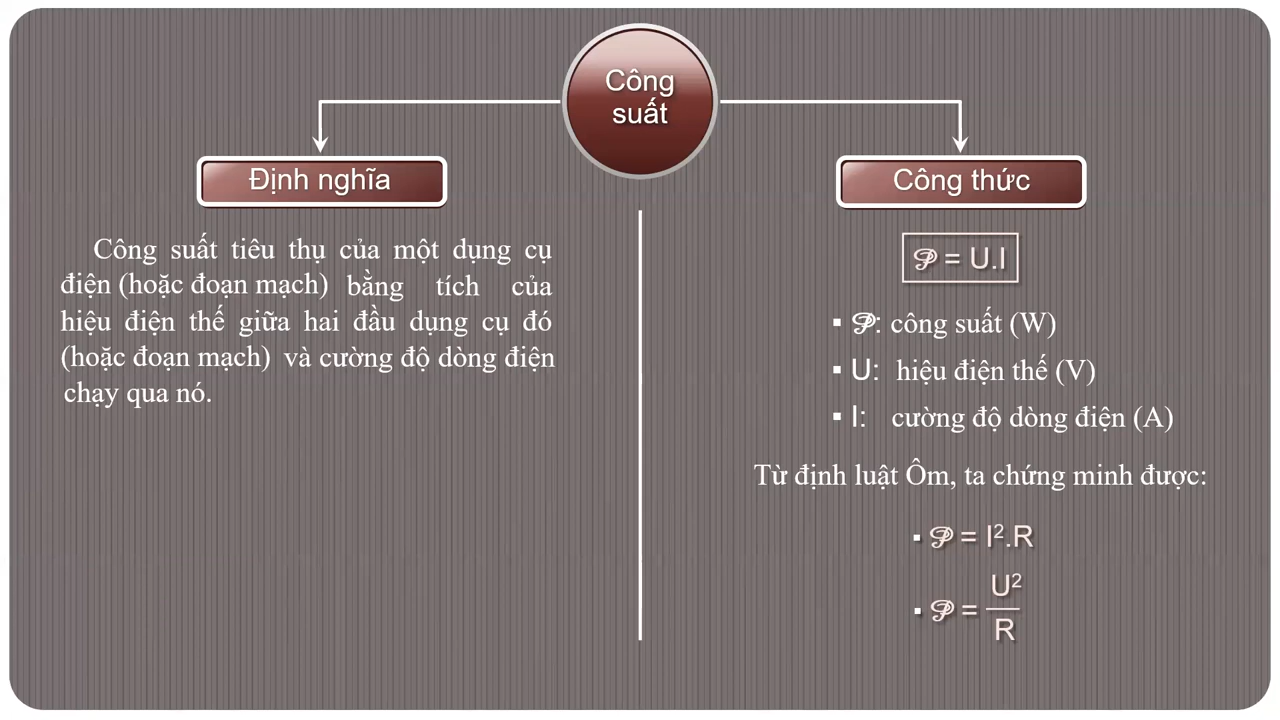 Công
suất
Định nghĩa
Công suất tiêu thụ của một dụng cụ
điện (hoặc đoạn mạch) bằng tích của
hiệu điện thế giữa hai đầu dụng cụ đó
(hoặc đoạn mạch) và cường độ dòng điện
chạy qua nó.
Công thức
𝒫 = U.I
▪ 𝒫: công suất (W)
▪ U: hiệu điện thế (V)
▪ I: cường độ dòng điện (A)
Từ định luật Ôm, ta chứng minh được:
▪ 𝒫 = I².R
▪ 𝒫 = U²
R